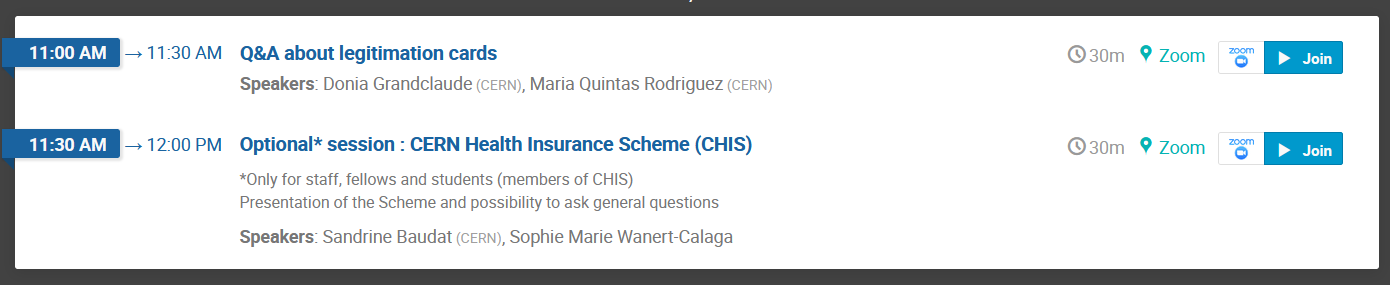 11:00 AM → 11:30 AM Q&A about legitimation cards 30m Zoom zoom Join
Speakers: Donia Grandclaude (CERN), Maria Quintas Rodriguez (CERN)
11:30 AM → 12:00 PM Optional* session : CERN Health Insurance Scheme (CHIS) 30m Zoom zoom Join
*Only for staff, fellows and students (members of CHIS)
Presentation of the Scheme and possibility to ask general questions
Speakers: Sandrine Baudat (CERN), Sophie Marie Wanert-Calaga